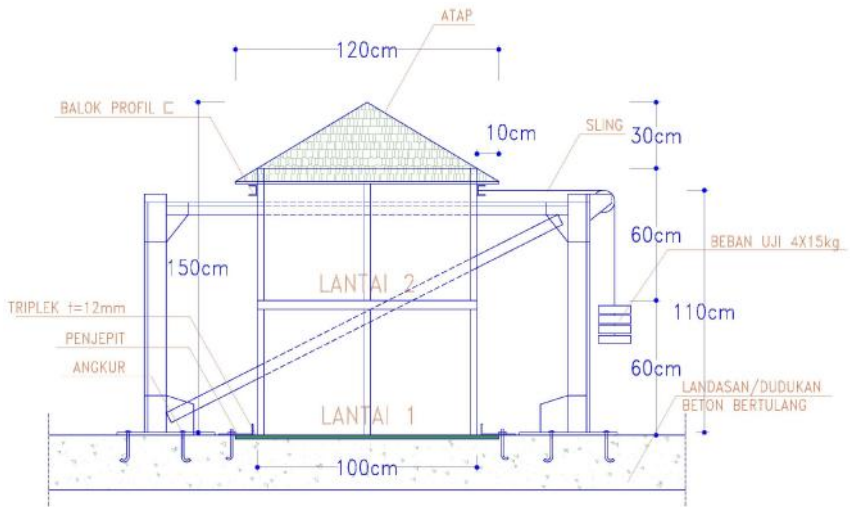 ATAP
120cm
BALOK PROFIL ⊏
10cm
SLING
30cm
60cm
BEBAN UJI 4X15kg
150cm
LANTAI 2
110cm
TRIPLEK t=12mm
PENJEPIT
60cm
ANGKUR
LANDASAN/DUDUKAN
BETON BERTULANG
LANTAI 1
100cm